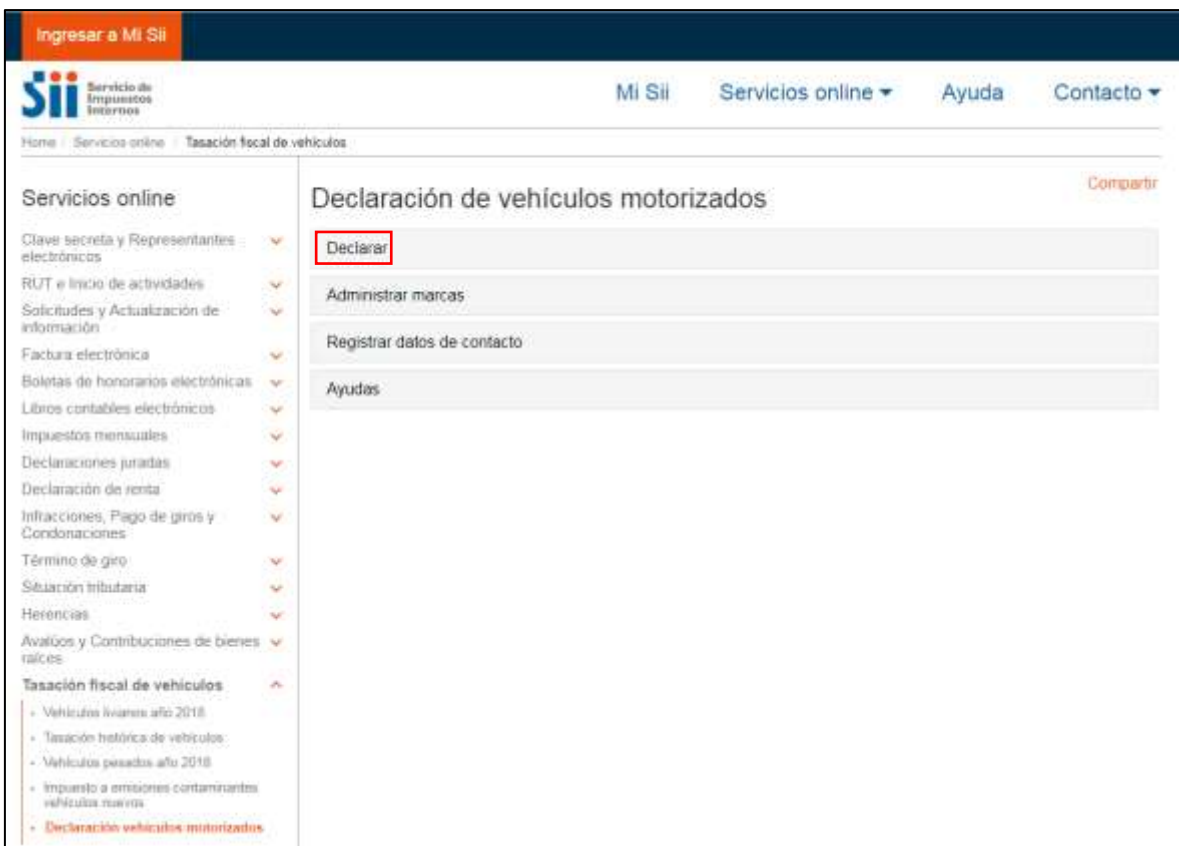 Ingresar a Mi Sii
Sii
Servicio de
Impuestos
Internos
Mi Sii
Servicios online
Ayuda
Contacto
Home / Servicios online / Tasación fiscal de vehículos
Servicios online
Clave secreta y Representantes
electrónicos
RUT e Inicio de actividades
Solicitudes y Actualización de
información
Factura electrónica
Boletas de honorarios electrónicas
Libros contables electrónicos
Impuestos mensuales
Declaraciones juradas
Declaración de renta
Infracciones, Pago de giros y
Condonaciones
Término de giro
Situación tributaria
Herencias
Avalúos y Contribuciones de bienes
raíces
Tasación fiscal de vehículos
Vehículos livianos año 2018
Tasación histórica de vehículos
Vehículos pesados año 2018
Impuesto a emisiones contaminantes
vehículos nuevos
Declaración vehículos motorizados
Compartir
Declaración de vehículos motorizados
Declarar
Administrar marcas
Registrar datos de contacto
Ayudas